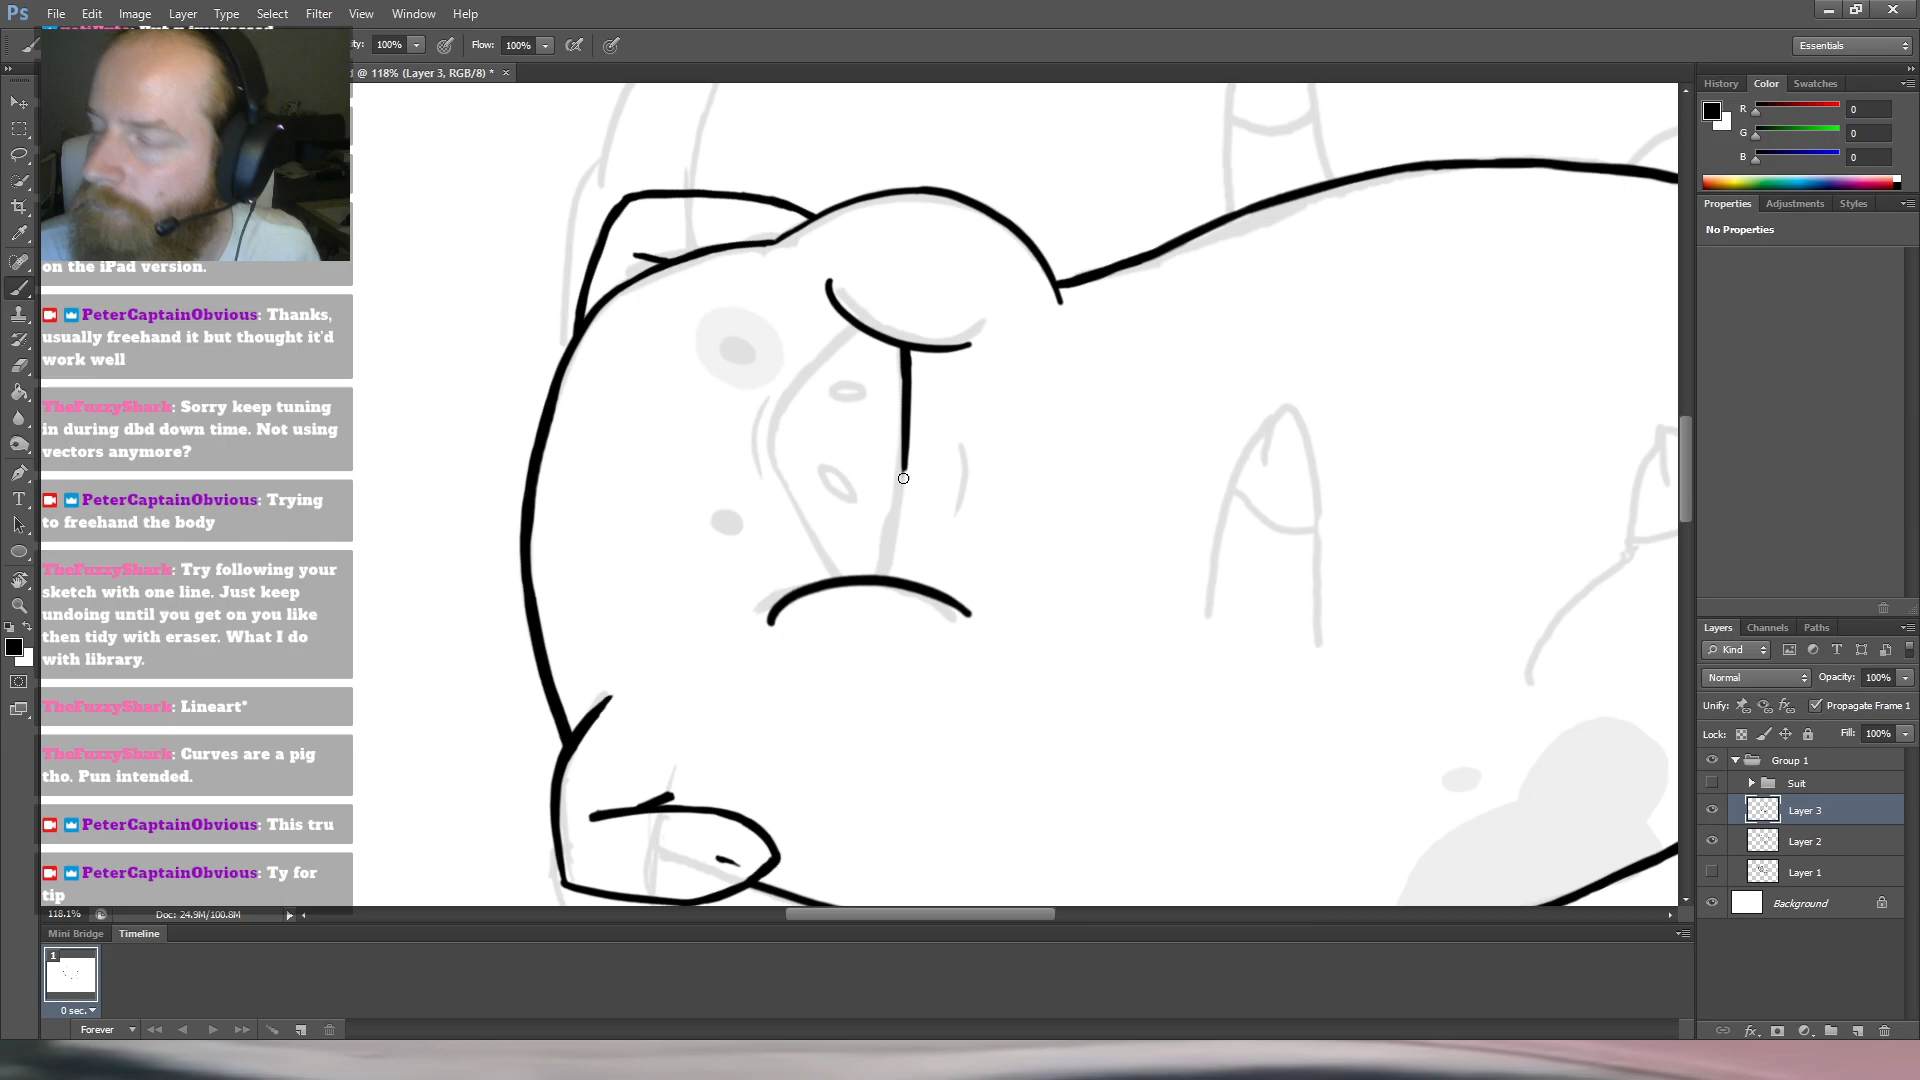 Ps File Edit Image Layer Type Select Filter View Window Help
100% Flow: 100% Essentials
d @ 118% (Layer 3, RGB/8) * ×
on the iPad version.
PeterCaptainObvious: Thanks,
usually freehand it but thought it'd
work well
TheFuzzyShark: Sorry keep tuning
in during dbd down time. Not using
vectors anymore?
PeterCaptainObvious: Trying
to freehand the body
TheFuzzyShark: Try following your
sketch with one line. Just keep
undoing until you get on you like
then tidy with eraser. What I do
with library.
TheFuzzyShark: Lineart*
TheFuzzyShark: Curves are a pig
tho. Pun intended.
PeterCaptainObvious: This tru
PeterCaptainObvious: Ty for
tip
118.1% Doc: 24.9M/100.8M
Mini Bridge Timeline
1
0 sec.
Forever
History Color Swatches
R 0
G 0
B 0
Properties Adjustments Styles
No Properties
Layers Channels Paths
Kind
Normal Opacity: 100%
Unify: Propagate Frame 1
Lock: Fill: 100%
Group 1
Suit
Layer 3
Layer 2
Layer 1
Background